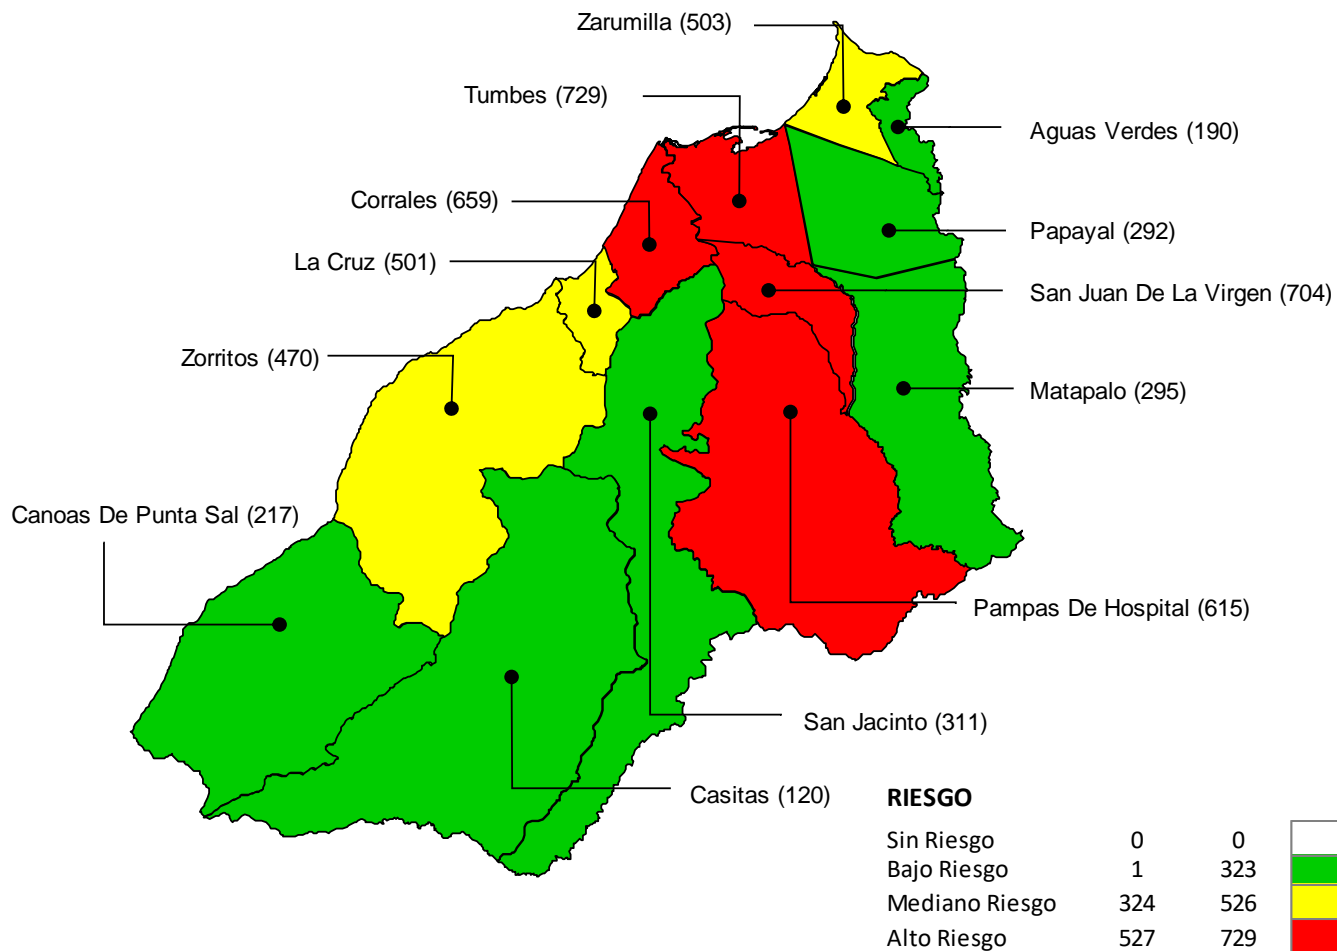 Zarumilla (503)
Tumbes (729)
Aguas Verdes (190)
Corrales (659)
Papayal (292)
La Cruz (501)
San Juan De La Virgen (704)
Zorritos (470)
Matapalo (295)
Canoas De Punta Sal (217)
Pampas De Hospital (615)
San Jacinto (311)
Casitas (120)
RIESGO
Sin Riesgo 0 0
Bajo Riesgo 1 323
Mediano Riesgo 324 526
Alto Riesgo 527 729